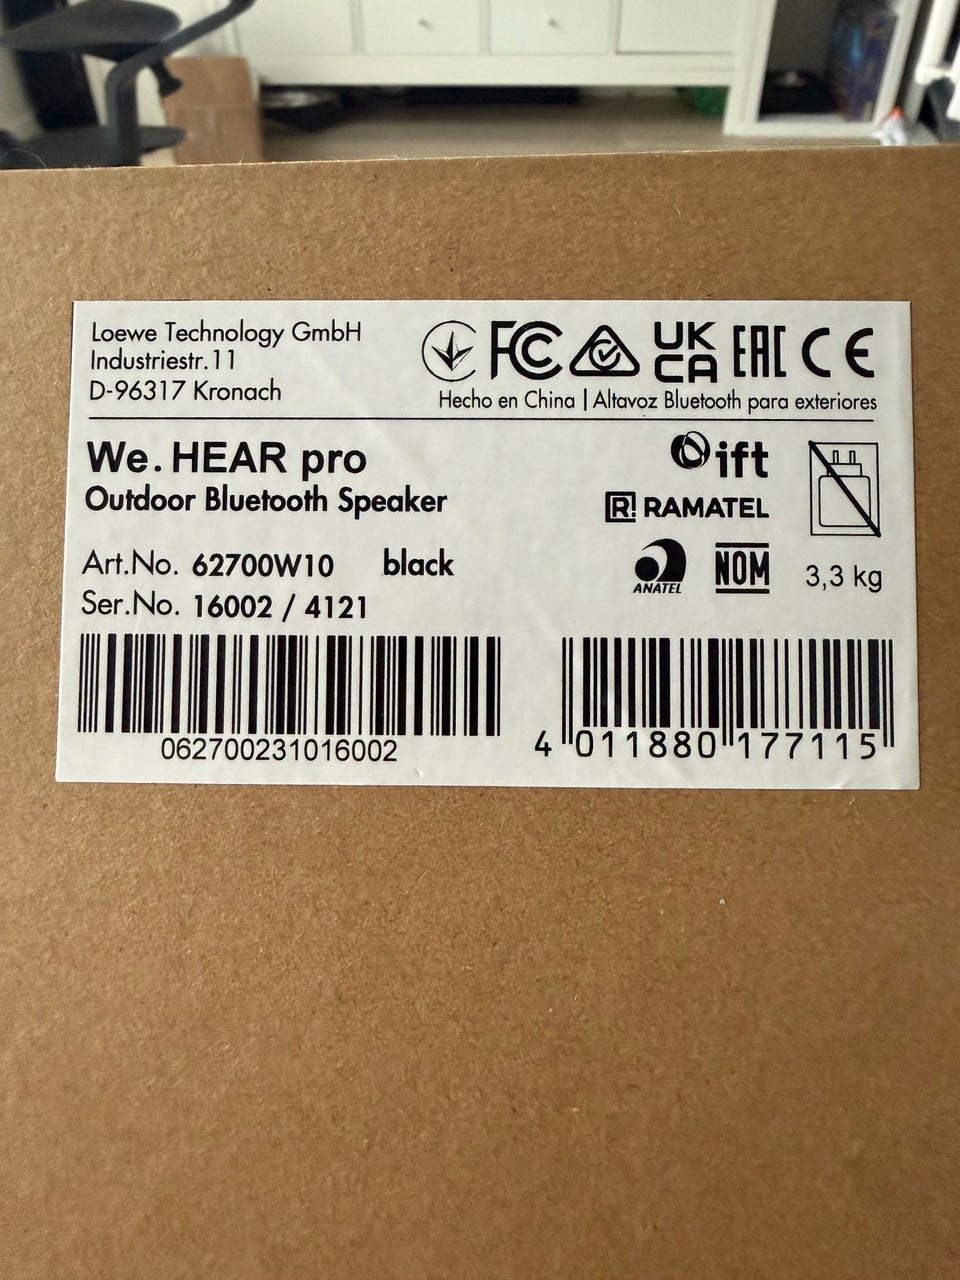 Loewe Technology GmbH
Industriestr.11
D-96317 Kronach
FC UK CA EAC CE
Hecho en China | Altavoz Bluetooth para exteriores
We. HEAR pro
Outdoor Bluetooth Speaker
ift
R! RAMATEL
Art.No. 62700W10 black
Ser.No. 16002 / 4121
ANATEL
NOM
3,3 kg
062700231016002
4 011880 177115